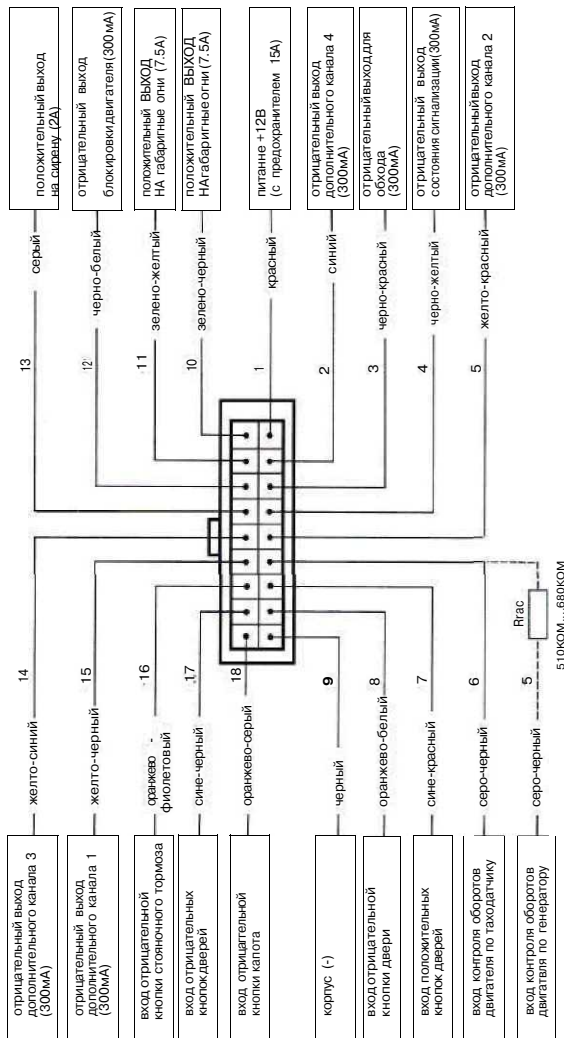 положительный выход
на сирену (2А)
отрицательный выход
блокировки двигателя (300 мА)
положительный ВЫХОД
НА габаритные огни (7.5А)
положительный ВЫХОД
НАгабаритные огни (7.5А)
питанне +12В
(с предохранителем 15А)
отрицательный выход
дополнительного канала 4
(300мА)
отрицательный выход для
обхода
(300мА)
отрицательный выход
состояния сигнализации(300мА)
отрицательный выход
дополнительного канала 2
(300мА)
серый
черно-белый
зелено-желтый
зелено-черный
красный
синий
черно-красный
черно-желтый
желто-красный
13
12
11
10
1
2
3
4
5
14
15
16
17
18
9
8
7
6
5
Rrac
510КОМ....680КОМ
желто-синий
желто-черный
оранжево -
фиолетовый
сине-черный
оранжево-серый
черный
оранжево-белый
сине-красный
серо-черный
серо-черный
отрицательный выход
дополнительного канала 3
(300мА)
отрицательный выход
дополнительного канала 1
(300мА)
вход отрицательной
кнопки стояночного тормоза
вход отрицательных
кнопок дверей
вход отрицаттельной
кнопки капота
корпус (-)
вход отрицательной
кнопки двери
вход положительных
кнопок дверей
вход контроля оборотов
двигателя по таходатчику
вход контроля оборотов
двигатвля по генератору